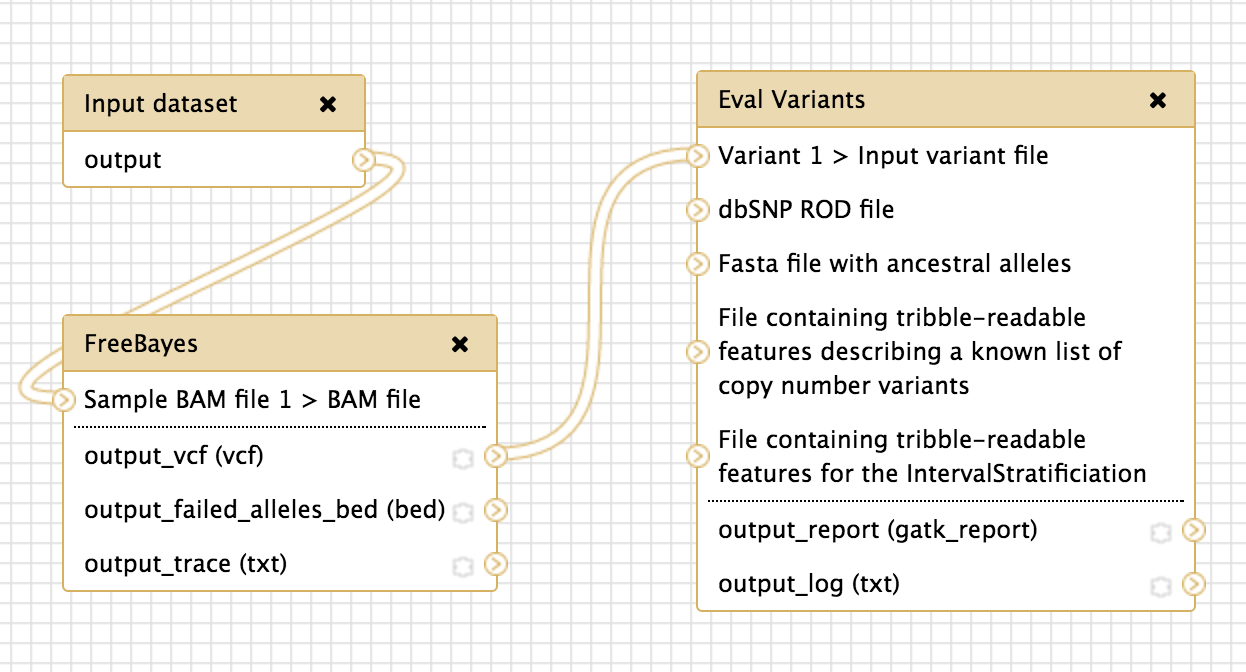 Input dataset
output
FreeBayes
Sample BAM file 1 > BAM file
output_vcf (vcf)
output_failed_alleles_bed (bed)
output_trace (txt)
Eval Variants
Variant 1 > Input variant file
dbSNP ROD file
Fasta file with ancestral alleles
File containing tribble-readable
features describing a known list of
copy number variants
File containing tribble-readable
features for the IntervalStratificiation
output_report (gatk_report)
output_log (txt)